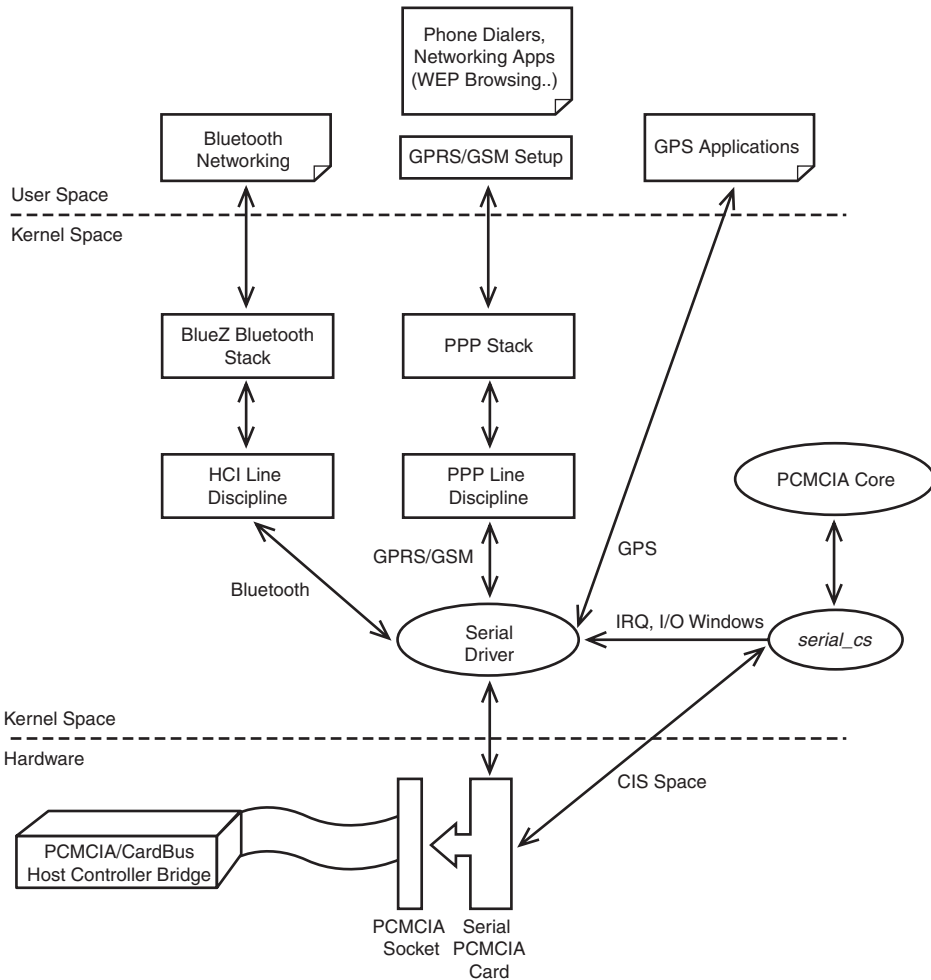 Phone Dialers,
Networking Apps
(WEP Browsing..)
Bluetooth
Networking
GPRS/GSM Setup
GPS Applications
User Space
Kernel Space
BlueZ Bluetooth
Stack
PPP Stack
HCI Line
Discipline
PPP Line
Discipline
PCMCIA Core
GPRS/GSM
GPS
Bluetooth
IRQ, I/O Windows
Serial
Driver
serial_cs
Kernel Space
Hardware
CIS Space
PCMCIA/CardBus
Host Controller Bridge
PCMCIA
Socket
Serial
PCMCIA
Card